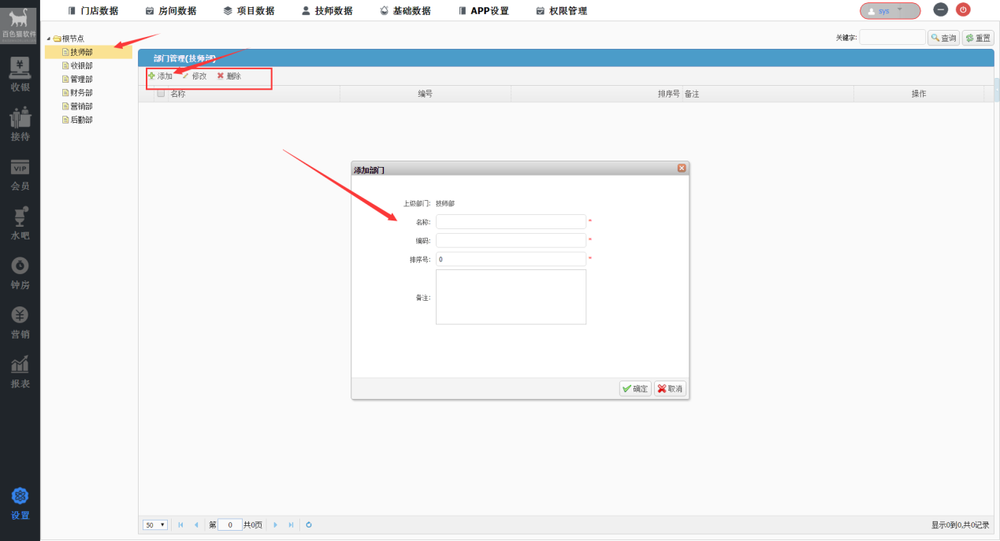 门店数据 房间数据 项目数据 技师数据 基础数据 APP设置 权限管理 sys
百色猫软件
收银
接待
VIP
会员
水吧
钟房
营销
报表
设置
根节点
技师部
收银部
管理部
财务部
营销部
后勤部
关键字: 查询 重置
部门管理(技师部)
添加 修改 删除
名称 编号 排序号 备注 操作
添加部门
上级部门: 技师部
名称: *
编码: *
排序号: 0 *
备注:
确定 取消
50 第 0 共0页 显示0到0,共0记录